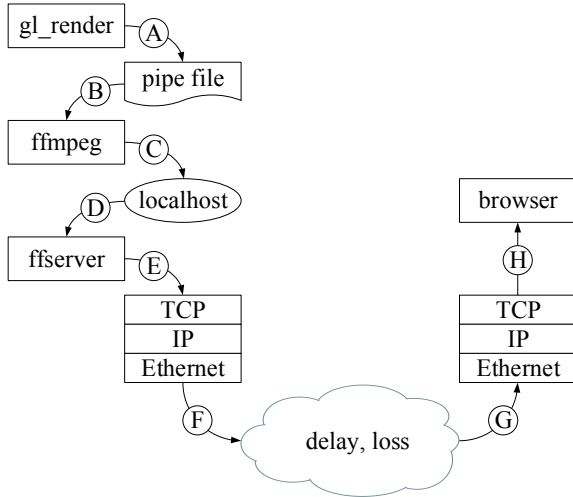 gl_render
A
pipe file
B
ffmpeg
C
localhost
D
ffserver
E
TCP
IP
Ethernet
F
delay, loss
G
TCP
IP
Ethernet
H
browser